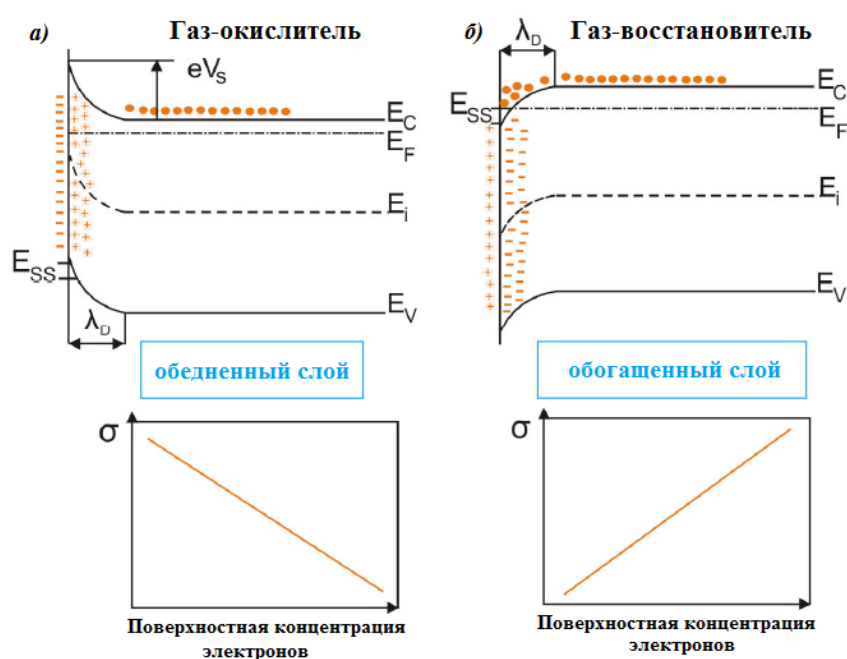 а) Газ-окислитель
eVs
EC
EF
Ei
ESS
EV
λD
обедненный слой
σ
Поверхностная концентрация
электронов
б) Газ-восстановитель
λD
EC
ESS
EF
Ei
EV
обогащенный слой
σ
Поверхностная концентрация
электронов